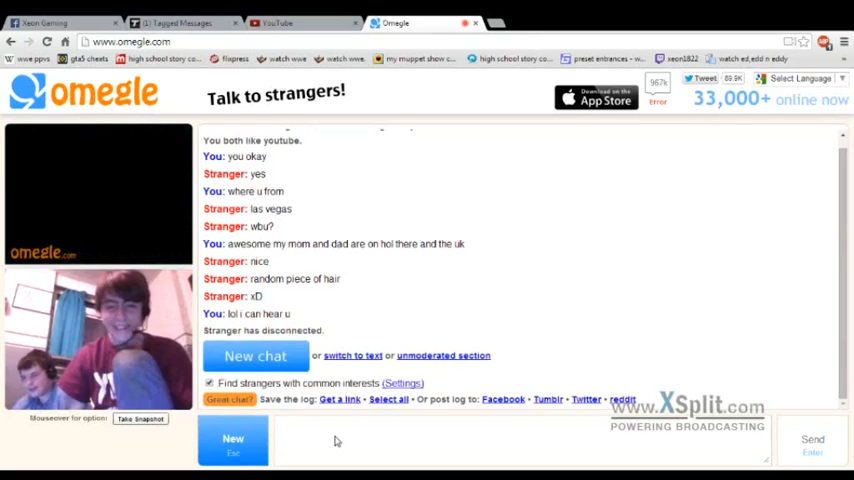 Xeon Gaming
(1) Tagged Messages
YouTube
Omegle
www.omegle.com
wwe ppvs
gta5 cheats
high school story co...
flixpress
watch wwe.
watch wwe.
my muppet show c...
high school story co...
preset entrances - w...
xeon1822
watch ed,edd n eddy
omegle
Talk to strangers!
Download on the
App Store
967k
Error
Tweet
89.9K
Select Language
33,000+ online now
You both like youtube.
You: you okay
Stranger: yes
You: where u from
Stranger: las vegas
Stranger: wbu?
You: awesome my mom and dad are on hol there and the uk
Stranger: nice
Stranger: random piece of hair
Stranger: xD
You: lol i can hear u
Stranger has disconnected.
New chat or switch to text or unmoderated section
Find strangers with common interests (Settings)
Great chat? Save the log: Get a link • Select all • Or post log to: Facebook • Tumblr • Twitter • reddit
omegle.com
Mouseover for option: Take Snapshot
www.XSplit.com
POWERING BROADCASTING
New
Esc
Send
Enter